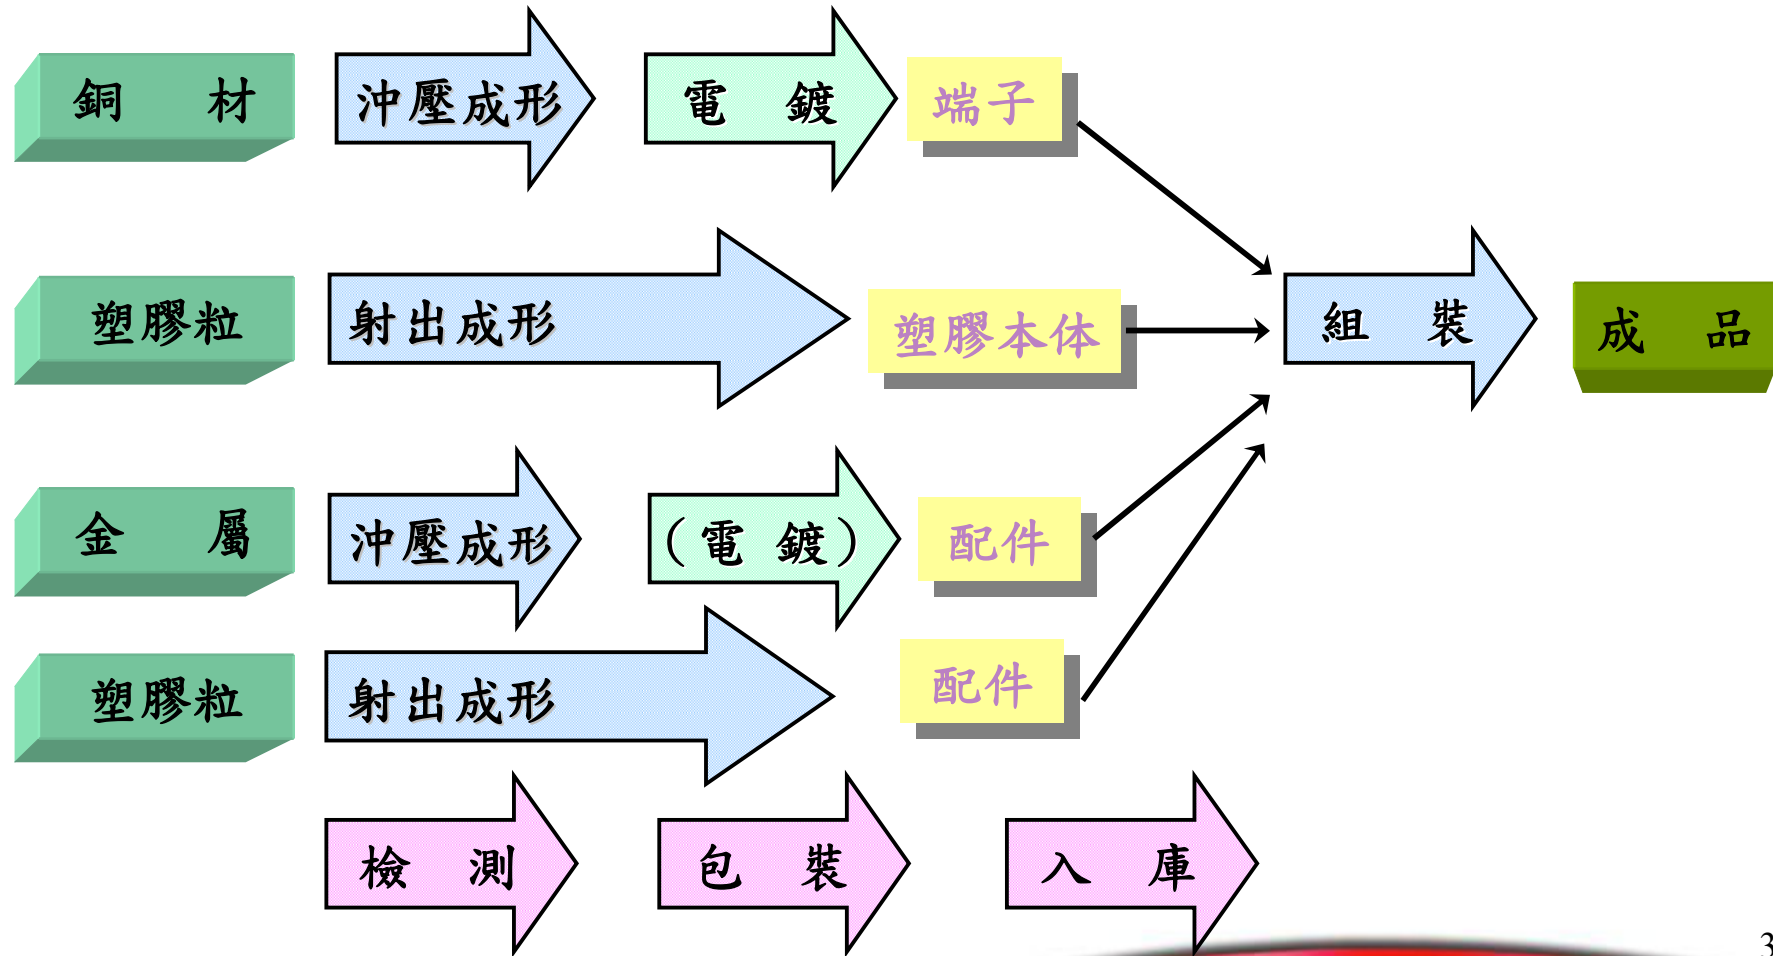 銅 材 沖壓成形 電 鍍 端子
塑膠粒 射出成形 塑膠本体 組 裝 成 品
金 屬 沖壓成形 (電 鍍) 配件
塑膠粒 射出成形 配件
檢 測 包 裝 入 庫
3